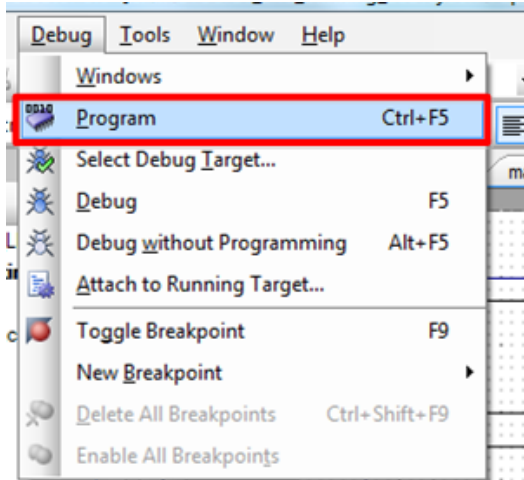 Debug Tools Window Help
Windows
Program Ctrl+F5
Select Debug Target...
Debug F5
Debug without Programming Alt+F5
Attach to Running Target...
Toggle Breakpoint F9
New Breakpoint
Delete All Breakpoints Ctrl+Shift+F9
Enable All Breakpoints